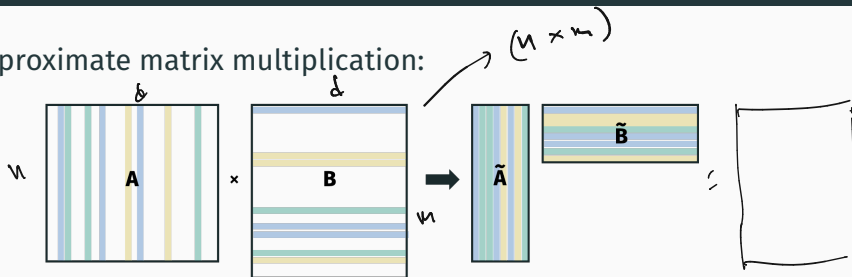 proximate matrix multiplication:
(n × m)
d
n
A
×
B
m
Ã
B̃
=